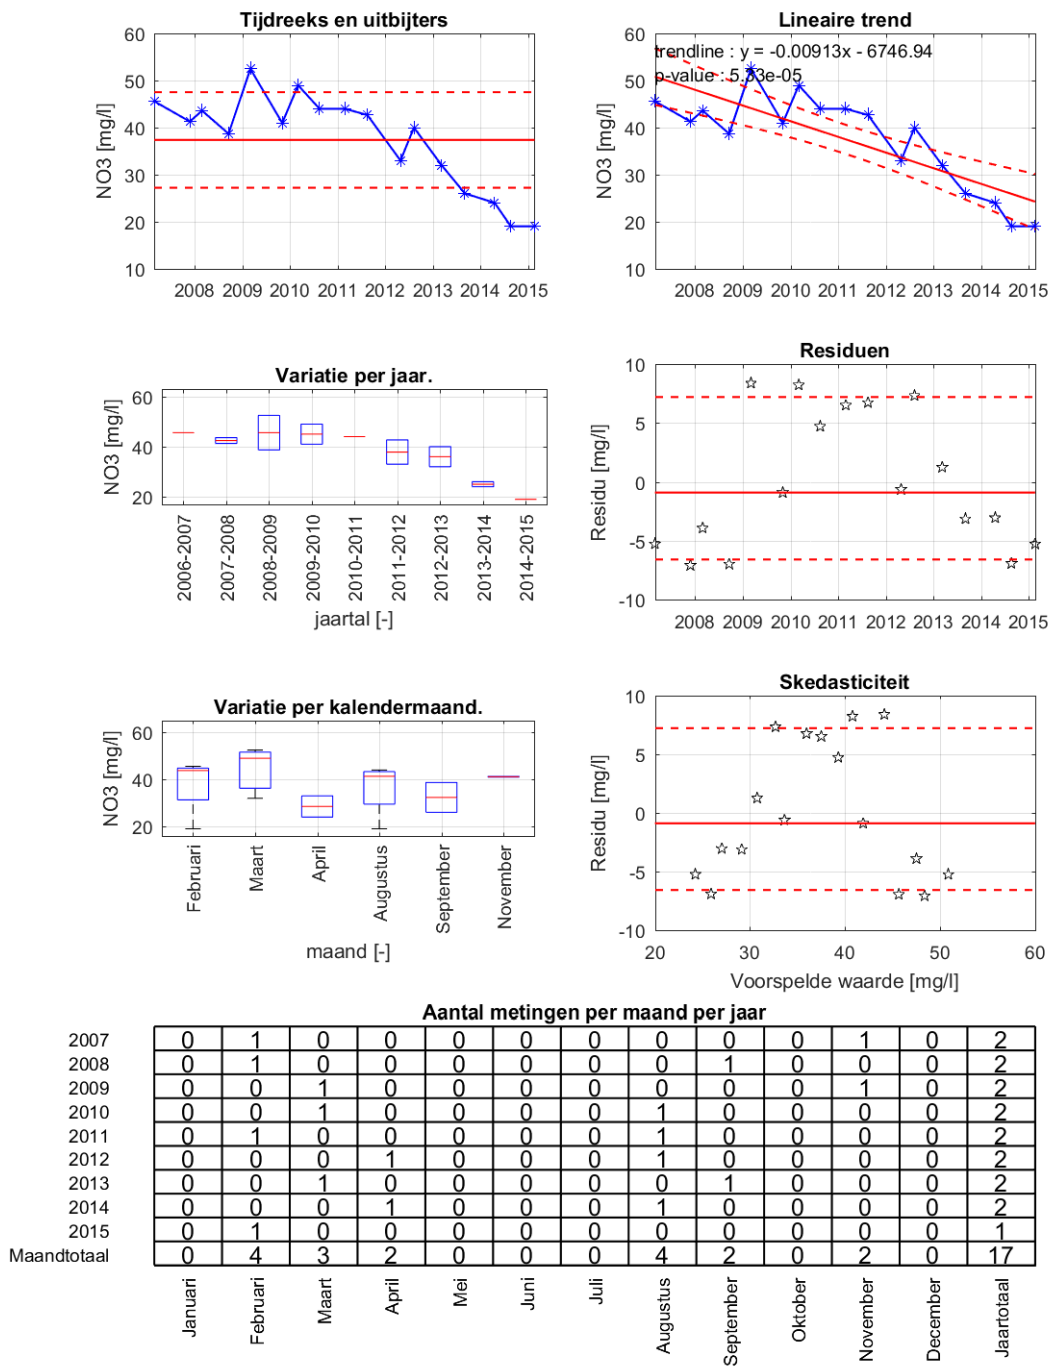 Tijdreeks en uitbijters
NO3 [mg/l]
60
50
40
30
20
10
2008 2009 2010 2011 2012 2013 2014 2015
Lineaire trend
trendline : y = -0.00913x - 6746.94
p-value : 5.53e-05
NO3 [mg/l]
60
50
40
30
20
10
2008 2009 2010 2011 2012 2013 2014 2015
Variatie per jaar.
NO3 [mg/l]
60
40
20
2006-2007
2007-2008
2008-2009
2009-2010
2010-2011
2011-2012
2012-2013
2013-2014
2014-2015
jaartal [-]
Residuen
Residu [mg/l]
10
5
0
-5
-10
2008 2009 2010 2011 2012 2013 2014 2015
Variatie per kalendermaand.
NO3 [mg/l]
60
40
20
Februari
Maart
April
Augustus
September
November
maand [-]
Skedasticiteit
Residu [mg/l]
10
5
0
-5
-10
20 30 40 50 60
Voorspelde waarde [mg/l]
Aantal metingen per maand per jaar
2007 0 1 0 0 0 0 0 0 0 0 1 0 2
2008 0 1 0 0 0 0 0 0 1 0 0 0 2
2009 0 0 1 0 0 0 0 0 0 0 1 0 2
2010 0 0 1 0 0 0 0 1 0 0 0 0 2
2011 0 1 0 0 0 0 0 1 0 0 0 0 2
2012 0 0 0 1 0 0 0 1 0 0 0 0 2
2013 0 0 1 0 0 0 0 0 1 0 0 0 2
2014 0 0 0 1 0 0 0 1 0 0 0 0 2
2015 0 1 0 0 0 0 0 0 0 0 0 0 1
Maandtotaal 0 4 3 2 0 0 0 4 2 0 2 0 17
Januari
Februari
Maart
April
Mei
Juni
Juli
Augustus
September
Oktober
November
December
Jaartotaal